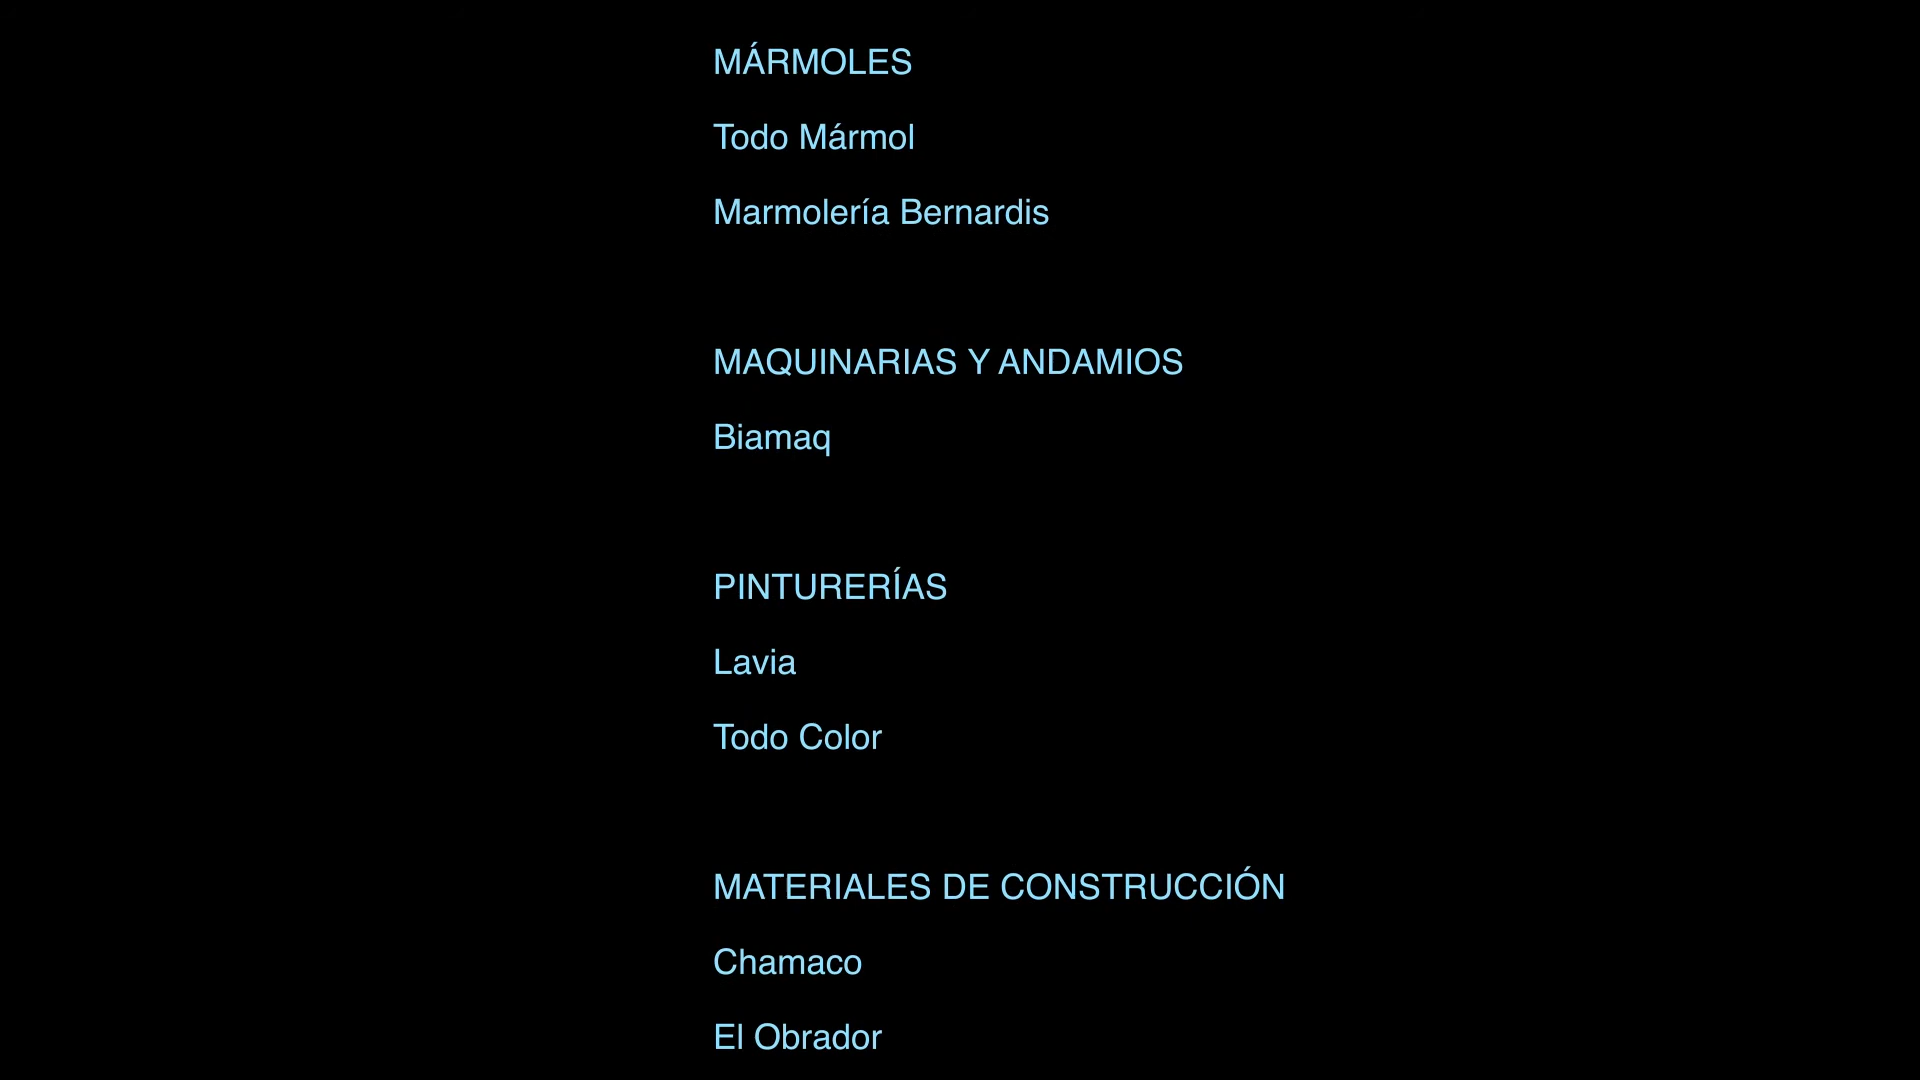 MÁRMOLES
Todo Mármol
Marmolería Bernardis
MAQUINARIAS Y ANDAMIOS
Biamaq
PINTURERÍAS
Lavia
Todo Color
MATERIALES DE CONSTRUCCIÓN
Chamaco
El Obrador